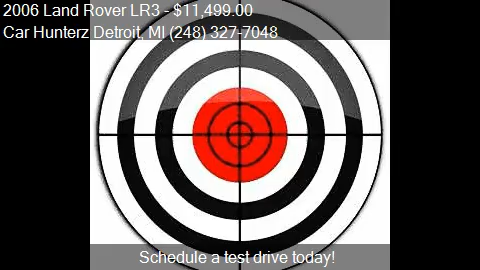 2006 Land Rover LR3 - $11,499.00
Car Hunterz Detroit, MI (248) 327-7048
Schedule a test drive today!